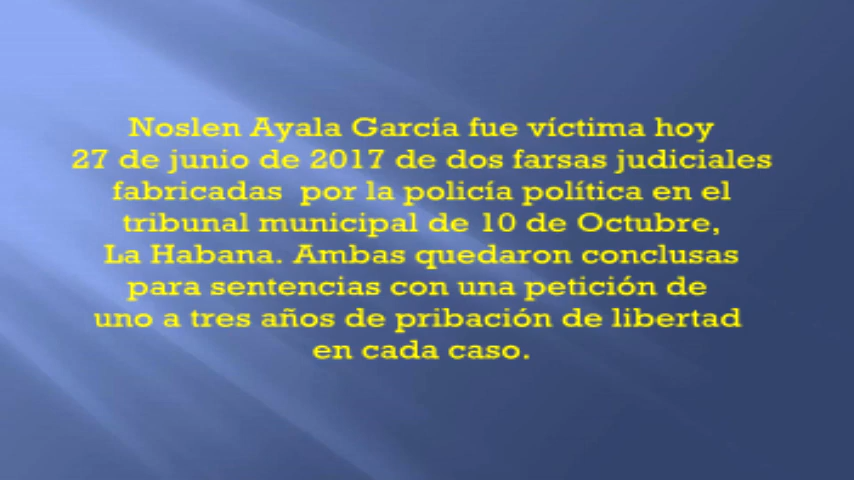 Noslen Ayala García fue víctima hoy
27 de junio de 2017 de dos farsas judiciales
fabricadas por la policía política en el
tribunal municipal de 10 de Octubre,
La Habana. Ambas quedaron conclusas
para sentencias con una petición de
uno a tres años de pribación de libertad
en cada caso.